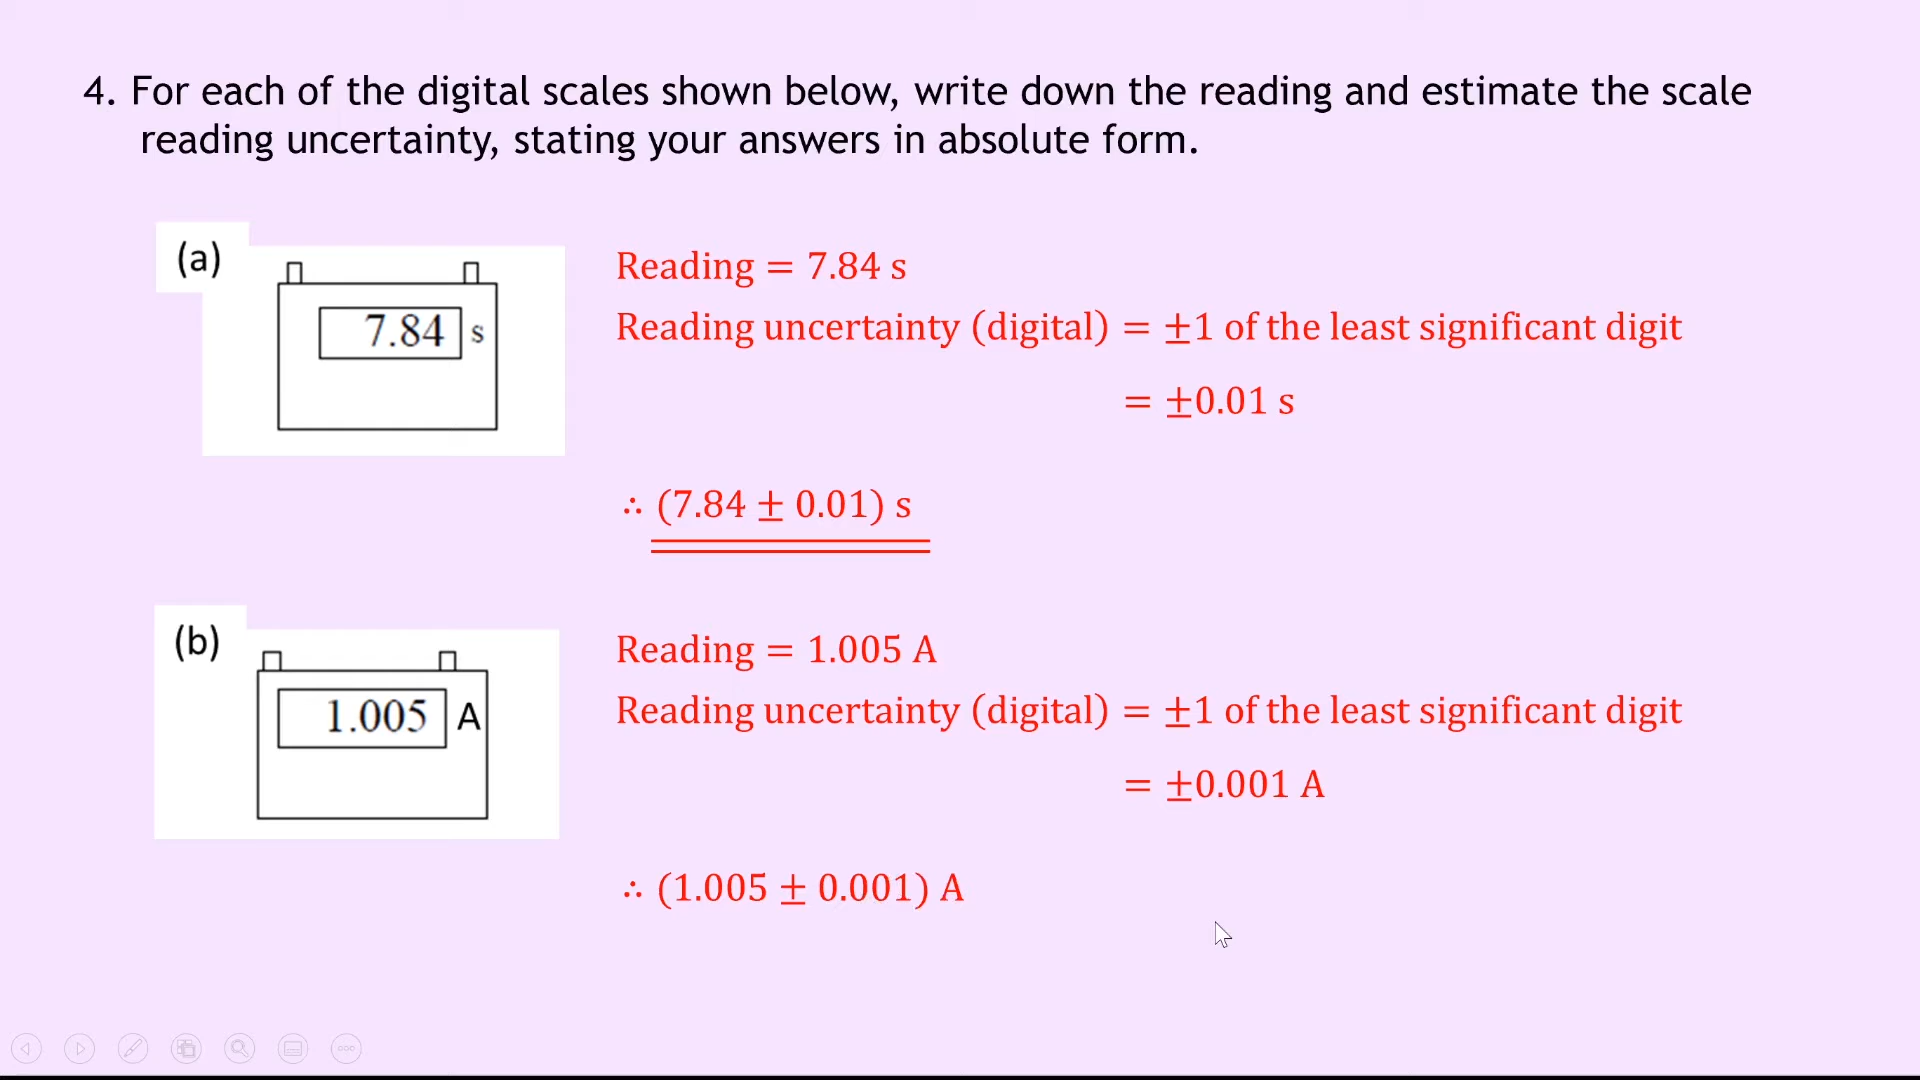 4. For each of the digital scales shown below, write down the reading and estimate the scale
reading uncertainty, stating your answers in absolute form.
(a)
7.84 s
Reading = 7.84 s
Reading uncertainty (digital) = ±1 of the least significant digit
= ±0.01 s
∴ (7.84 ± 0.01) s
(b)
1.005 A
Reading = 1.005 A
Reading uncertainty (digital) = ±1 of the least significant digit
= ±0.001 A
∴ (1.005 ± 0.001) A